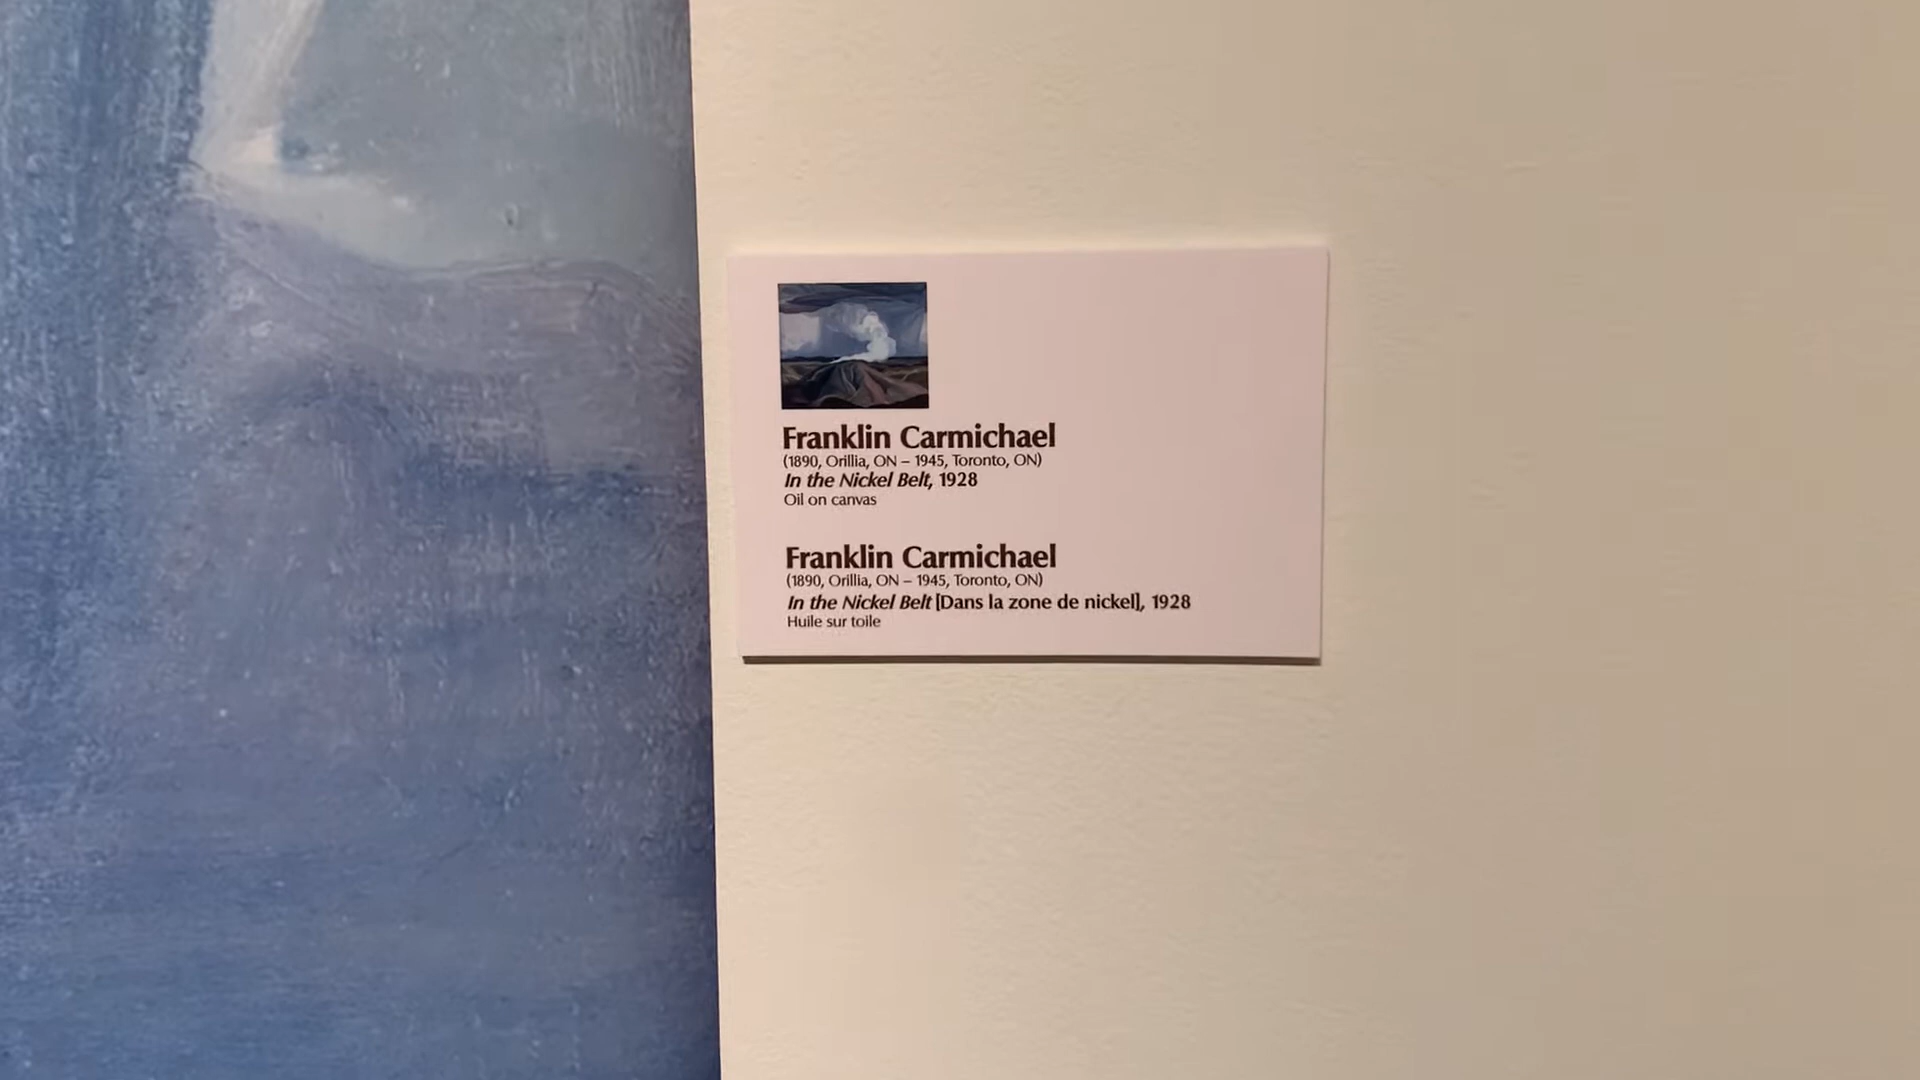 Franklin Carmichael
(1890, Orillia, ON – 1945, Toronto, ON)
In the Nickel Belt, 1928
Oil on canvas
Franklin Carmichael
(1890, Orillia, ON – 1945, Toronto, ON)
In the Nickel Belt [Dans la zone de nickel], 1928
Huile sur toile